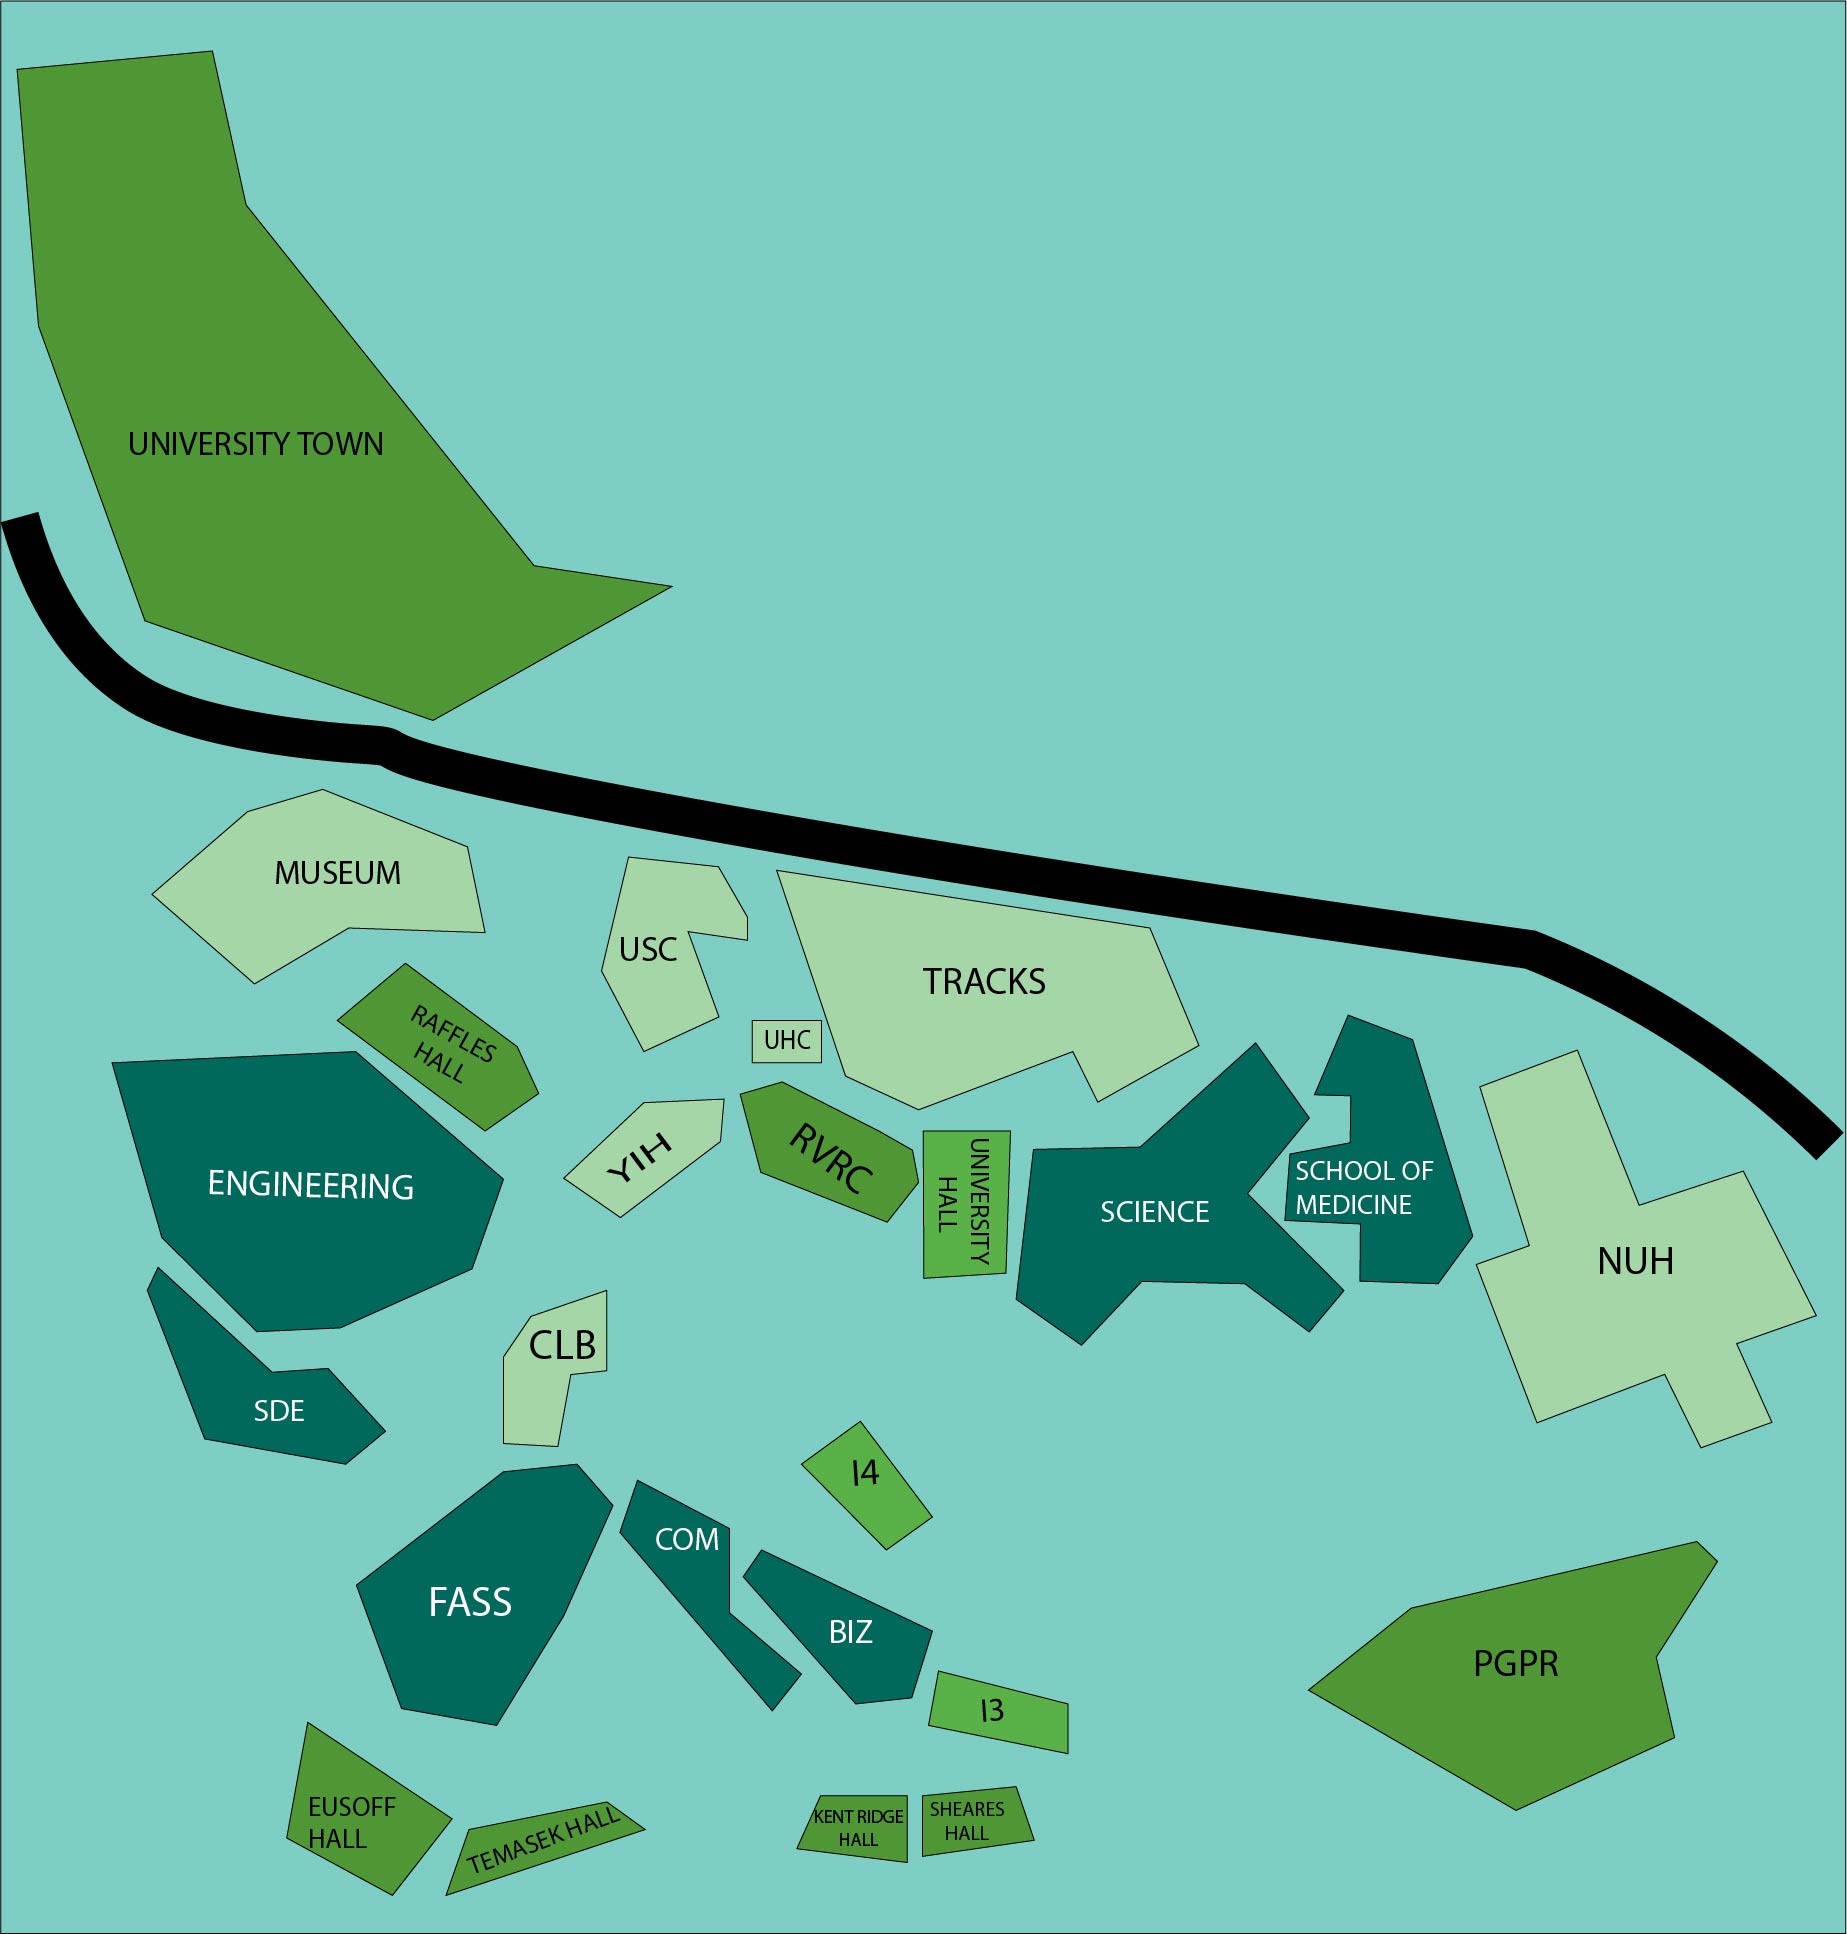 UNIVERSITY TOWN
MUSEUM
USC
TRACKS
RAFFLES
HALL
UHC
ENGINEERING
YIH
RVRC
UNIVERSITY
HALL
SCIENCE
SCHOOL OF
MEDICINE
NUH
CLB
SDE
I4
FASS
COM
BIZ
I3
PGPR
EUSOFF
HALL
TEMASEK HALL
KENT RIDGE
HALL
SHEARES
HALL